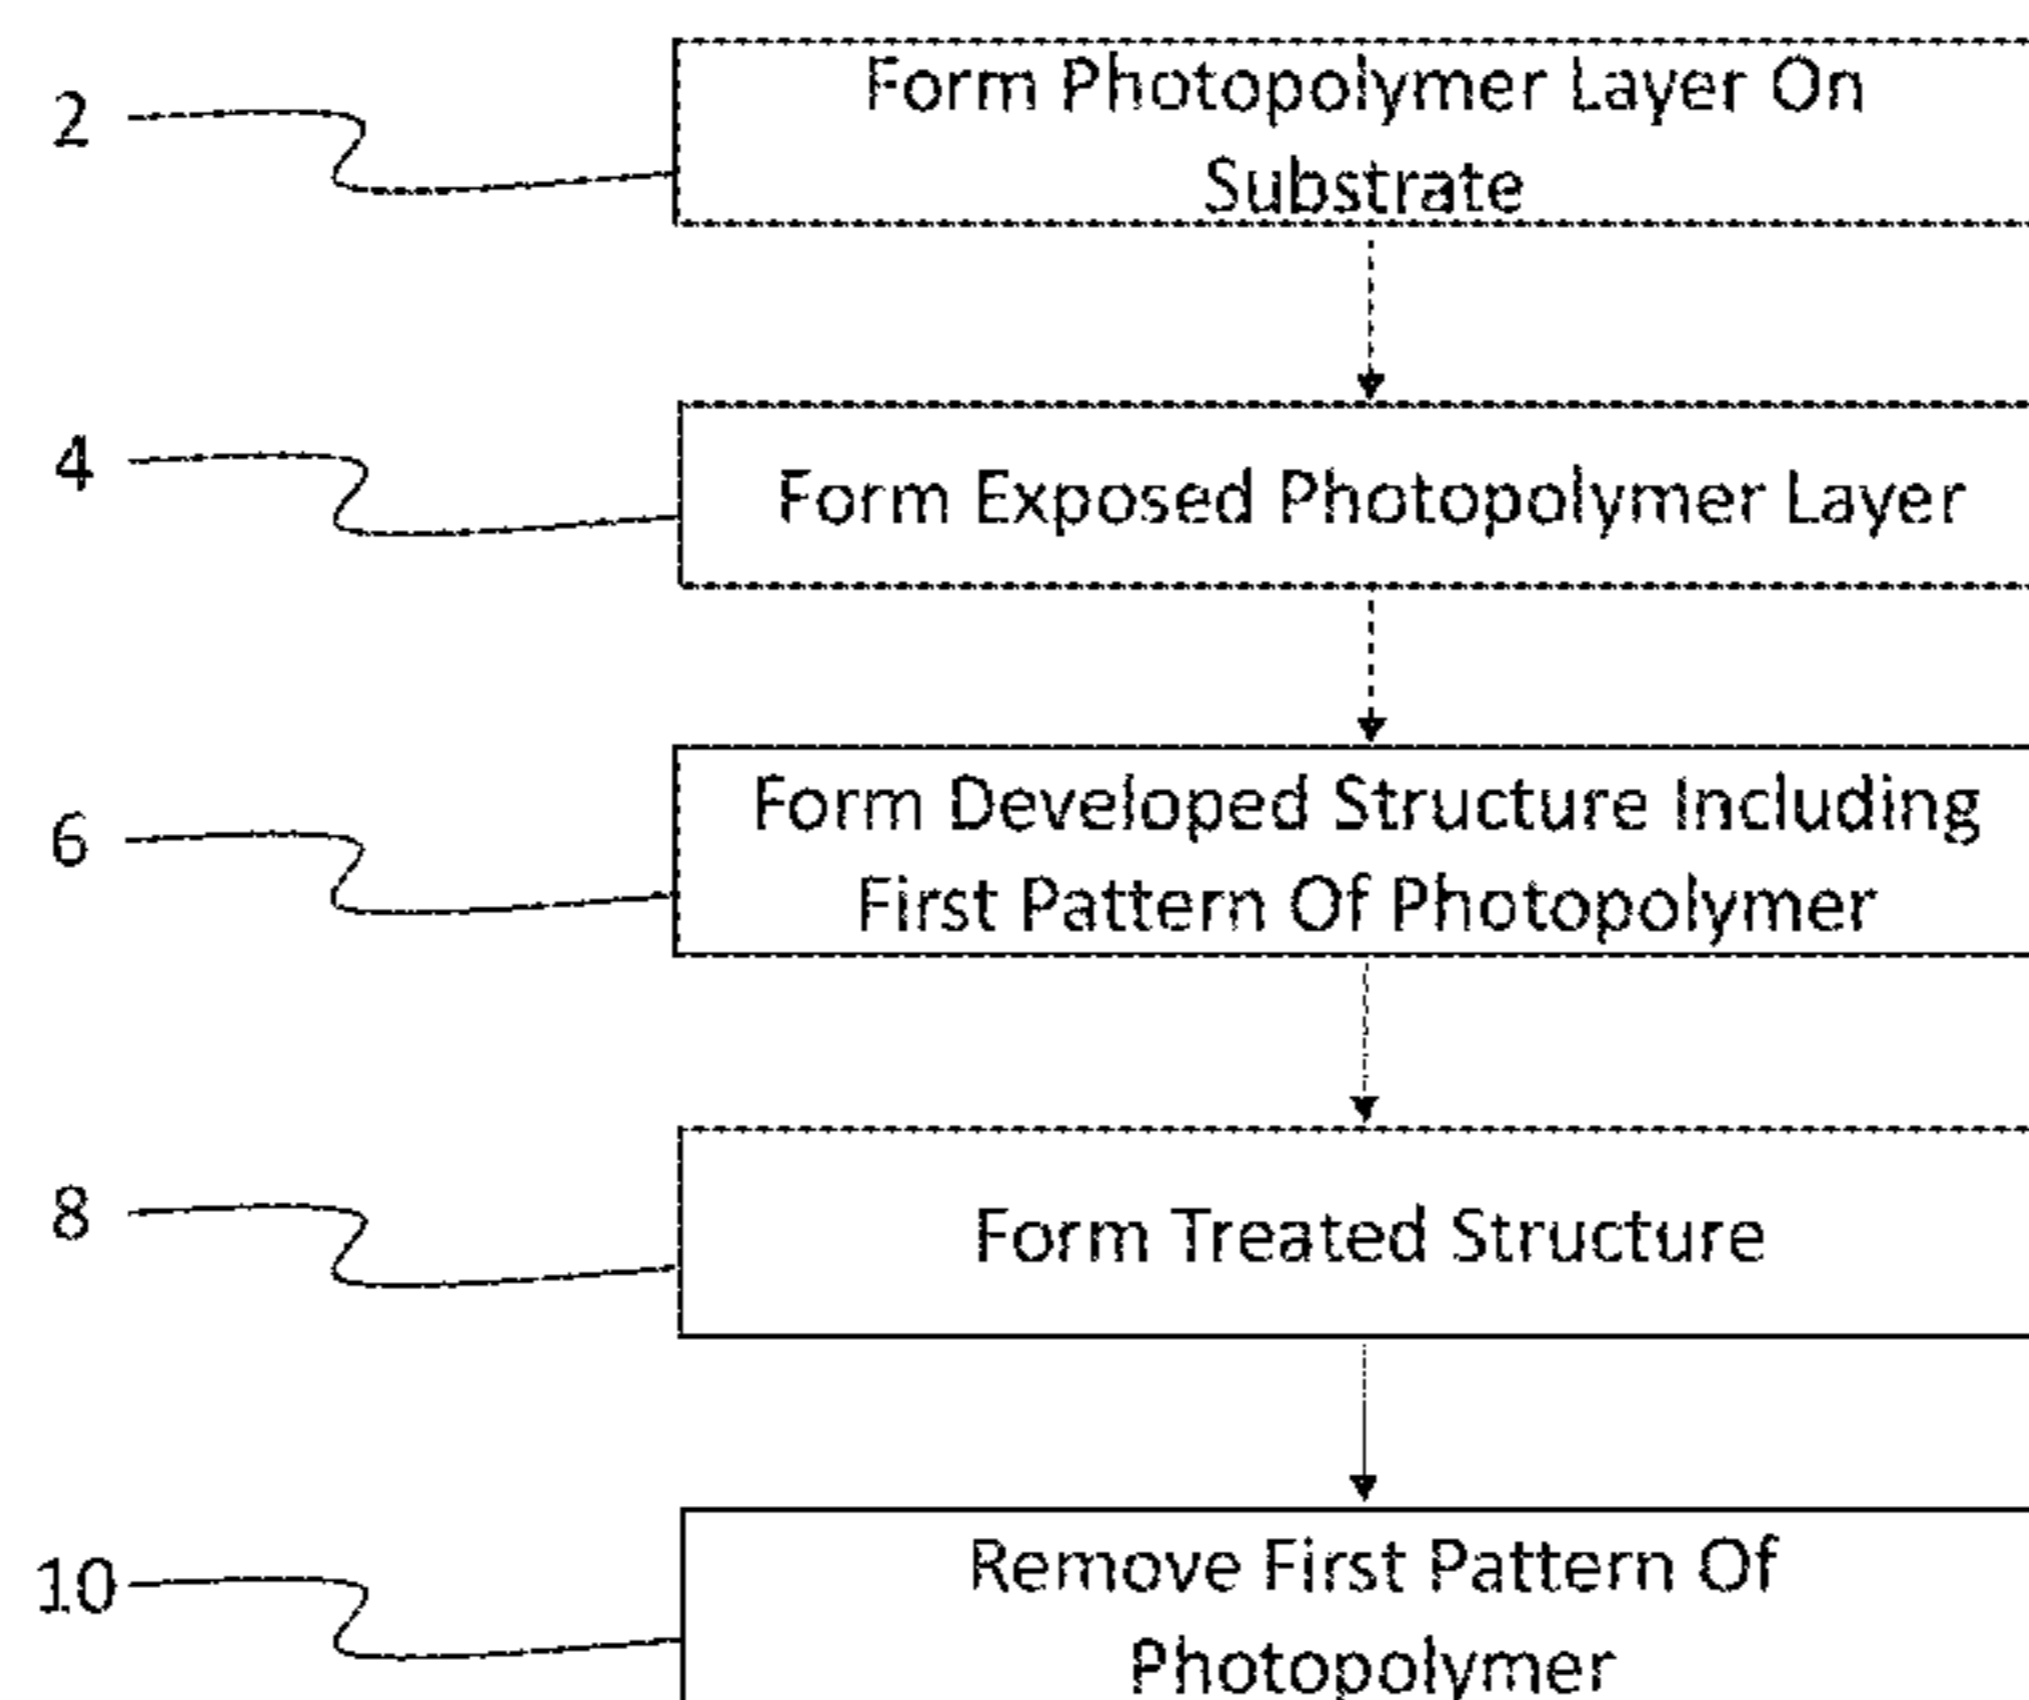 2
Form Photopolymer Layer On
Substrate
4
Form Exposed Photopolymer Layer
6
Form Developed Structure Including
First Pattern Of Photopolymer
8
Form Treated Structure
10
Remove First Pattern Of
Photopolymer